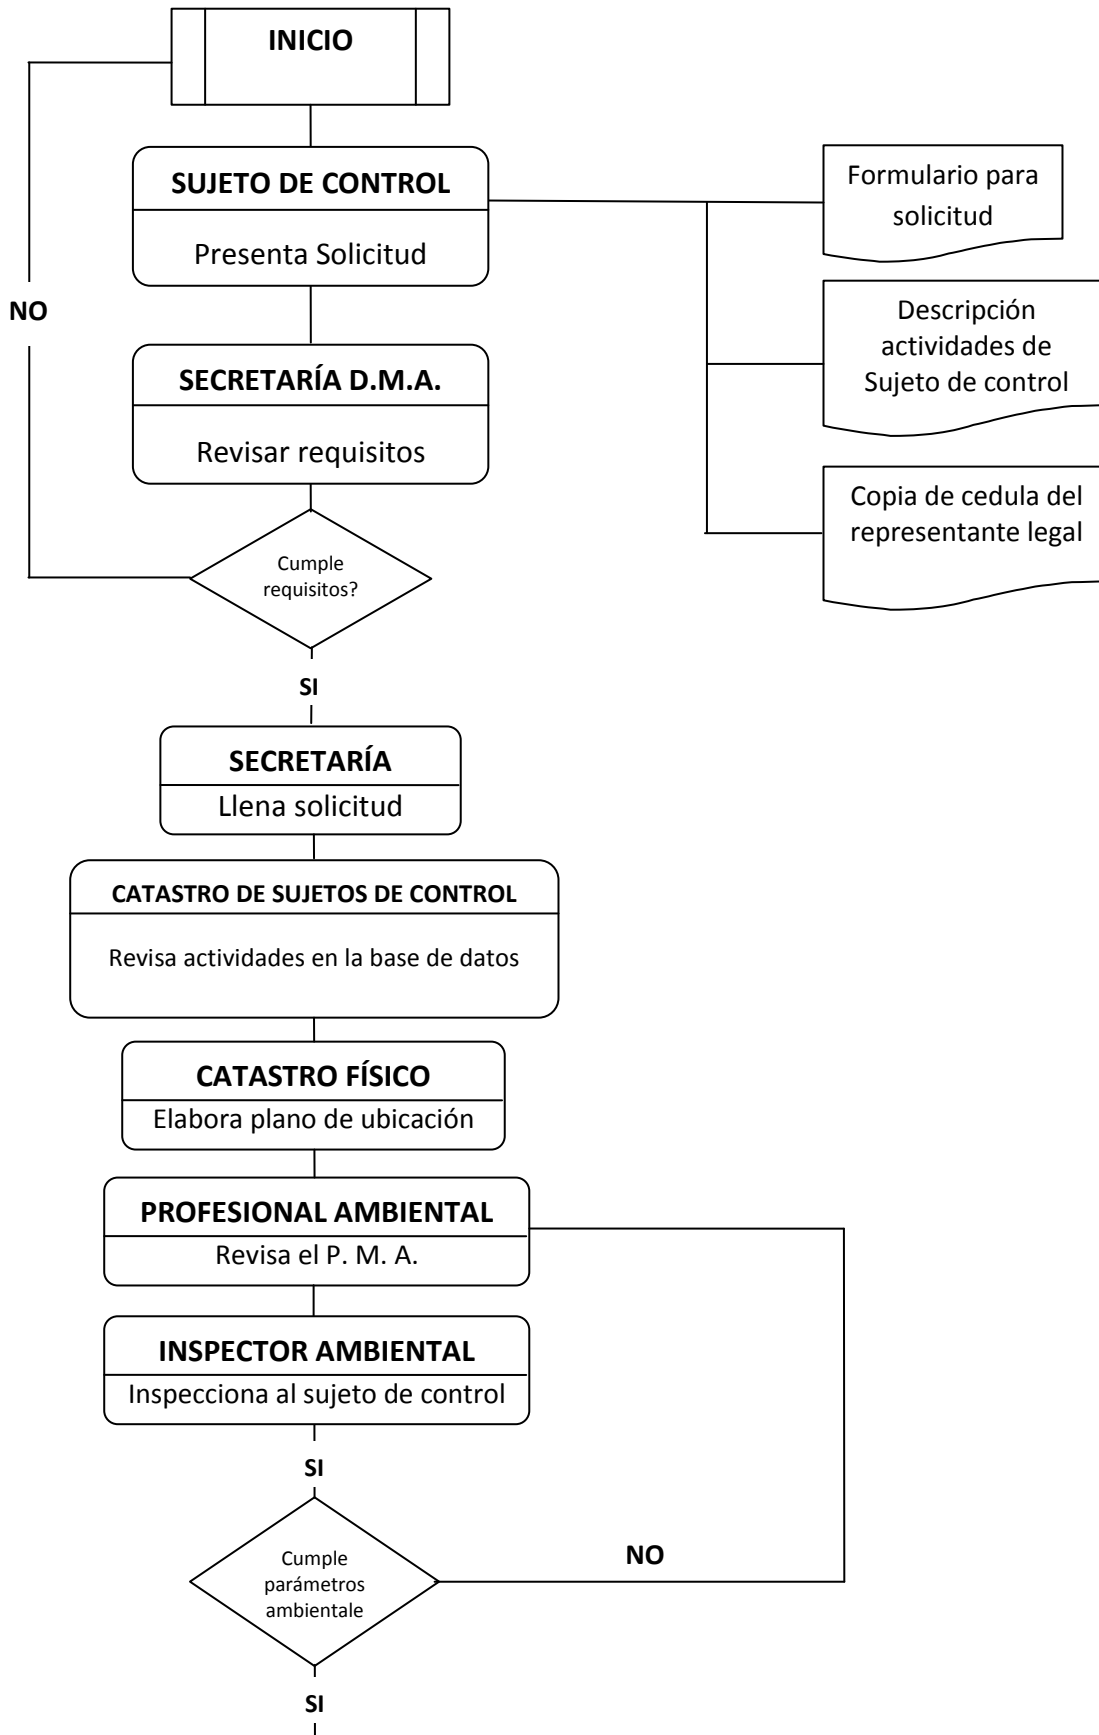 INICIO
SUJETO DE CONTROL
Presenta Solicitud
Formulario para
solicitud
Descripción
actividades de
Sujeto de control
Copia de cedula del
representante legal
NO
SECRETARÍA D.M.A.
Revisar requisitos
Cumple
requisitos?
SI
SECRETARÍA
Llena solicitud
CATASTRO DE SUJETOS DE CONTROL
Revisa actividades en la base de datos
CATASTRO FÍSICO
Elabora plano de ubicación
PROFESIONAL AMBIENTAL
Revisa el P. M. A.
INSPECTOR AMBIENTAL
Inspecciona al sujeto de control
SI
Cumple
parámetros
ambientale
NO
SI